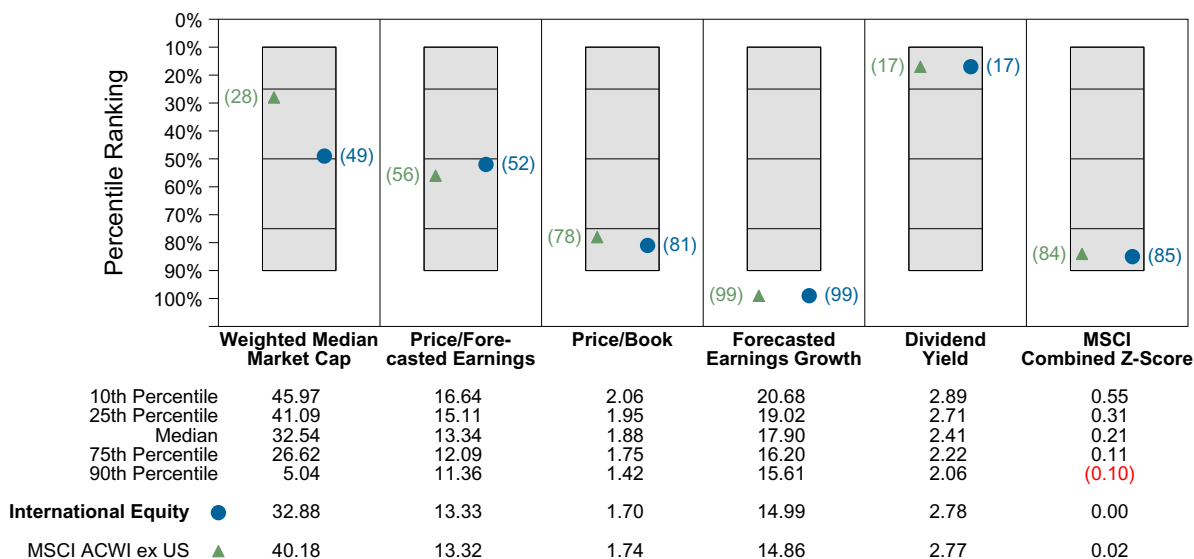 0%
10%
20%
30%
40%
50%
60%
70%
80%
90%
100%
Percentile Ranking
(28)
(49)
(56)
(52)
(78)
(81)
(99)
(99)
(17)
(17)
(84)
(85)
Weighted Median Price/Fore- Price/Book Forecasted Dividend MSCI
Market Cap casted Earnings Earnings Growth Yield Combined Z-Score
10th Percentile 45.97 16.64 2.06 20.68 2.89 0.55
25th Percentile 41.09 15.11 1.95 19.02 2.71 0.31
Median 32.54 13.34 1.88 17.90 2.41 0.21
75th Percentile 26.62 12.09 1.75 16.20 2.22 0.11
90th Percentile 5.04 11.36 1.42 15.61 2.06 (0.10)
International Equity 32.88 13.33 1.70 14.99 2.78 0.00
MSCI ACWI ex US 40.18 13.32 1.74 14.86 2.77 0.02